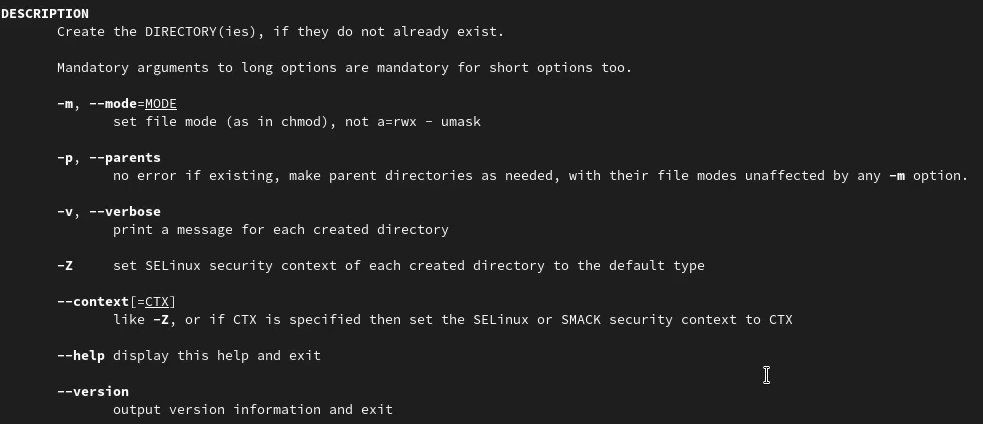 DESCRIPTION
Create the DIRECTORY(ies), if they do not already exist.
Mandatory arguments to long options are mandatory for short options too.
-m, --mode=MODE
set file mode (as in chmod), not a=rwx - umask
-p, --parents
no error if existing, make parent directories as needed, with their file modes unaffected by any -m option.
-v, --verbose
print a message for each created directory
-Z set SELinux security context of each created directory to the default type
--context[=CTX]
like -Z, or if CTX is specified then set the SELinux or SMACK security context to CTX
--help display this help and exit
--version
output version information and exit